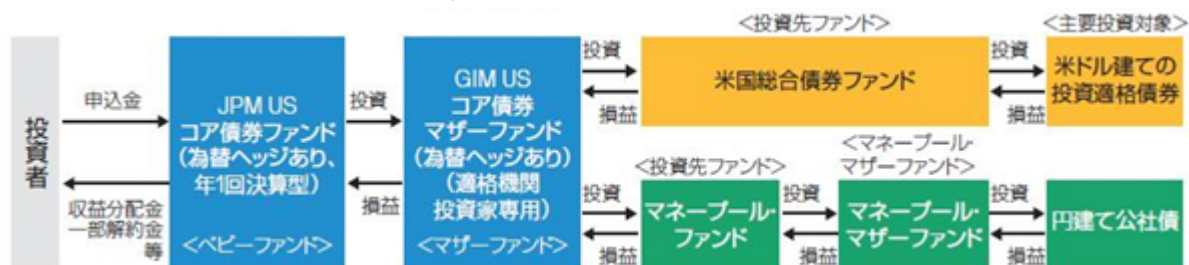 投資者
申込金
収益分配金
一部解約金
等
JPM US
コア債券ファンド
(為替ヘッジあり、
年1回決算型)
<ベビーファンド>
投資
損益
GIM US
コア債券
マザーファンド
(為替ヘッジあり)
(適格機関
投資家専用)
<マザーファンド>
投資
損益
<投資先ファンド>
米国総合債券ファンド
投資
損益
<主要投資対象>
米ドル建ての
投資適格債券
投資
損益
<投資先ファンド>
マネープール・
ファンド
投資
損益
<マネープール・
マザーファンド>
マネープール・
マザーファンド
投資
損益
円建て公社債